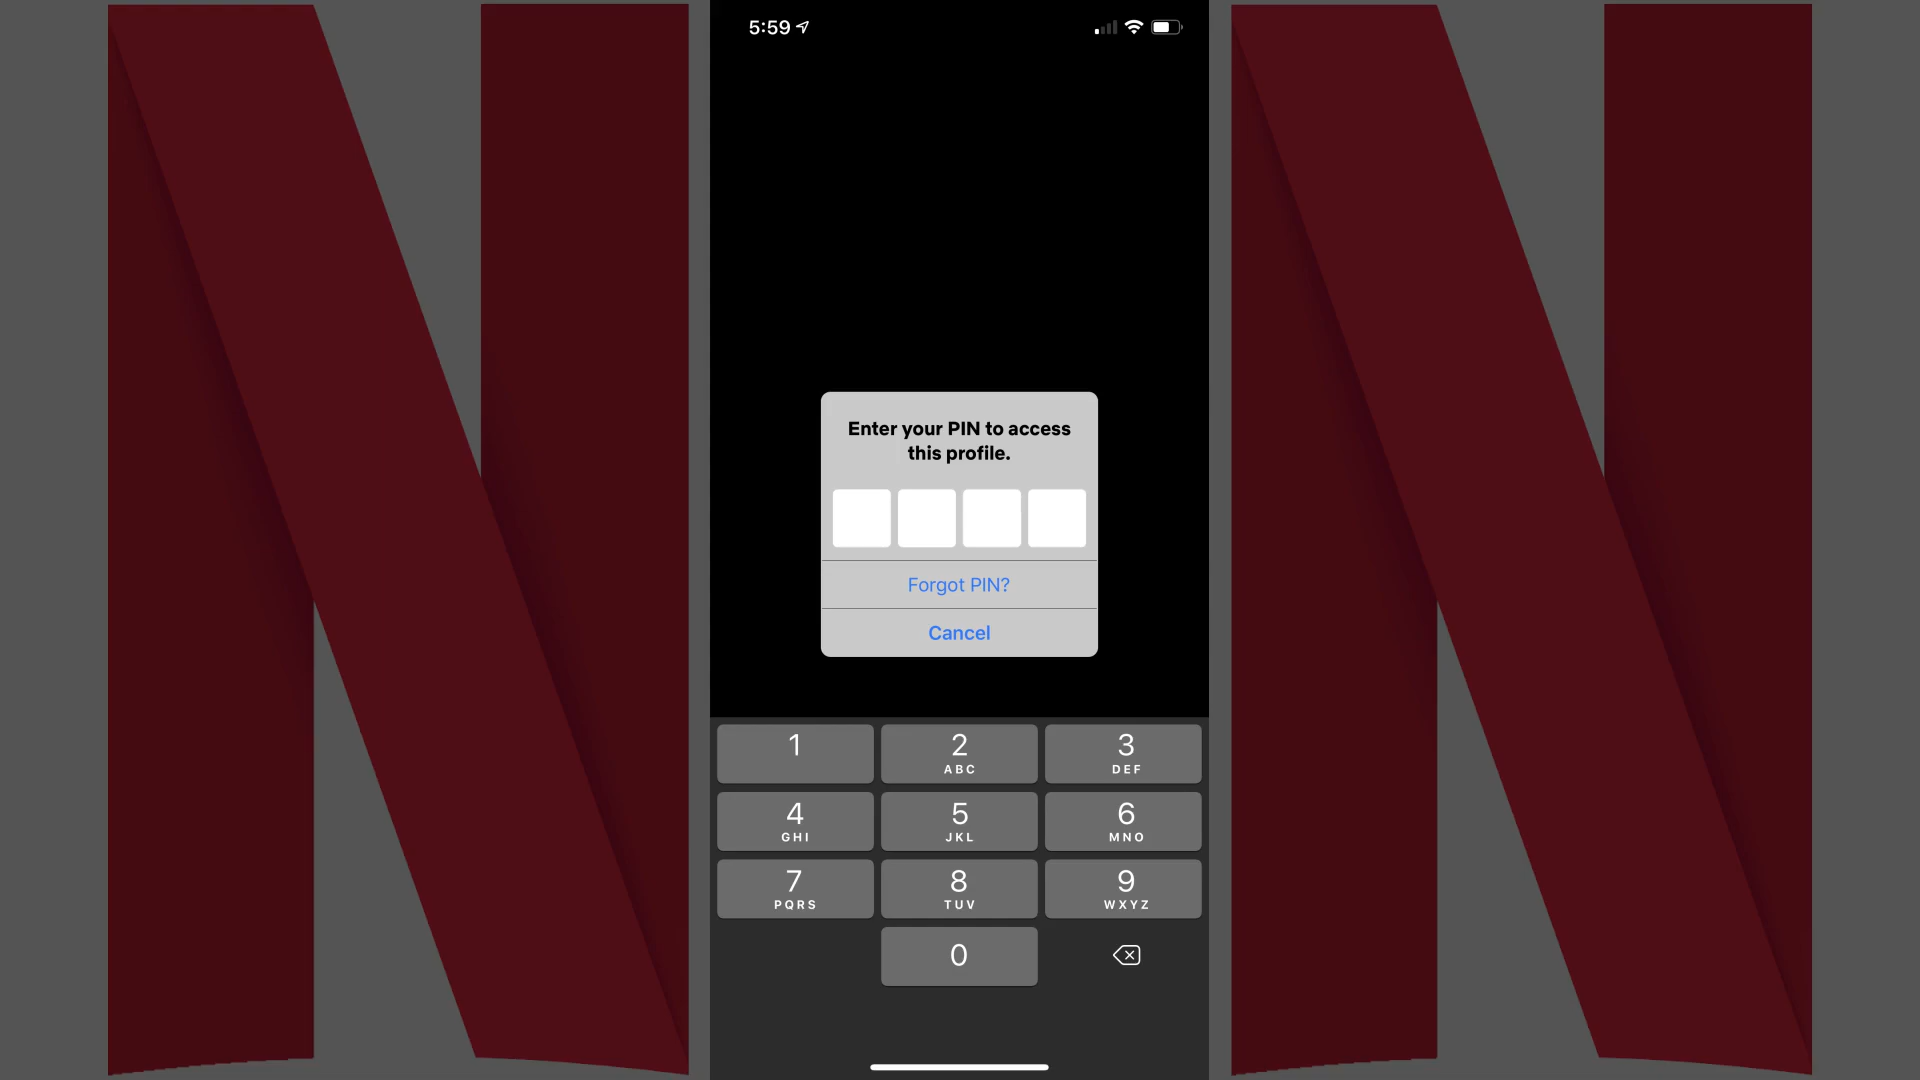 5:59
Enter your PIN to access
this profile.
Forgot PIN?
Cancel
1
2
ABC
3
DEF
4
GHI
5
JKL
6
MNO
7
PQRS
8
TUV
9
WXYZ
0